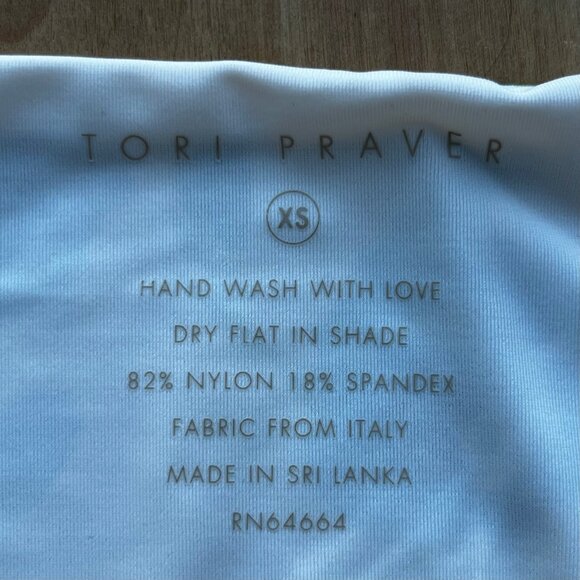 TORI PRAVER
XS
HAND WASH WITH LOVE
DRY FLAT IN SHADE
82% NYLON 18% SPANDEX
FABRIC FROM ITALY
MADE IN SRI LANKA
RN64664